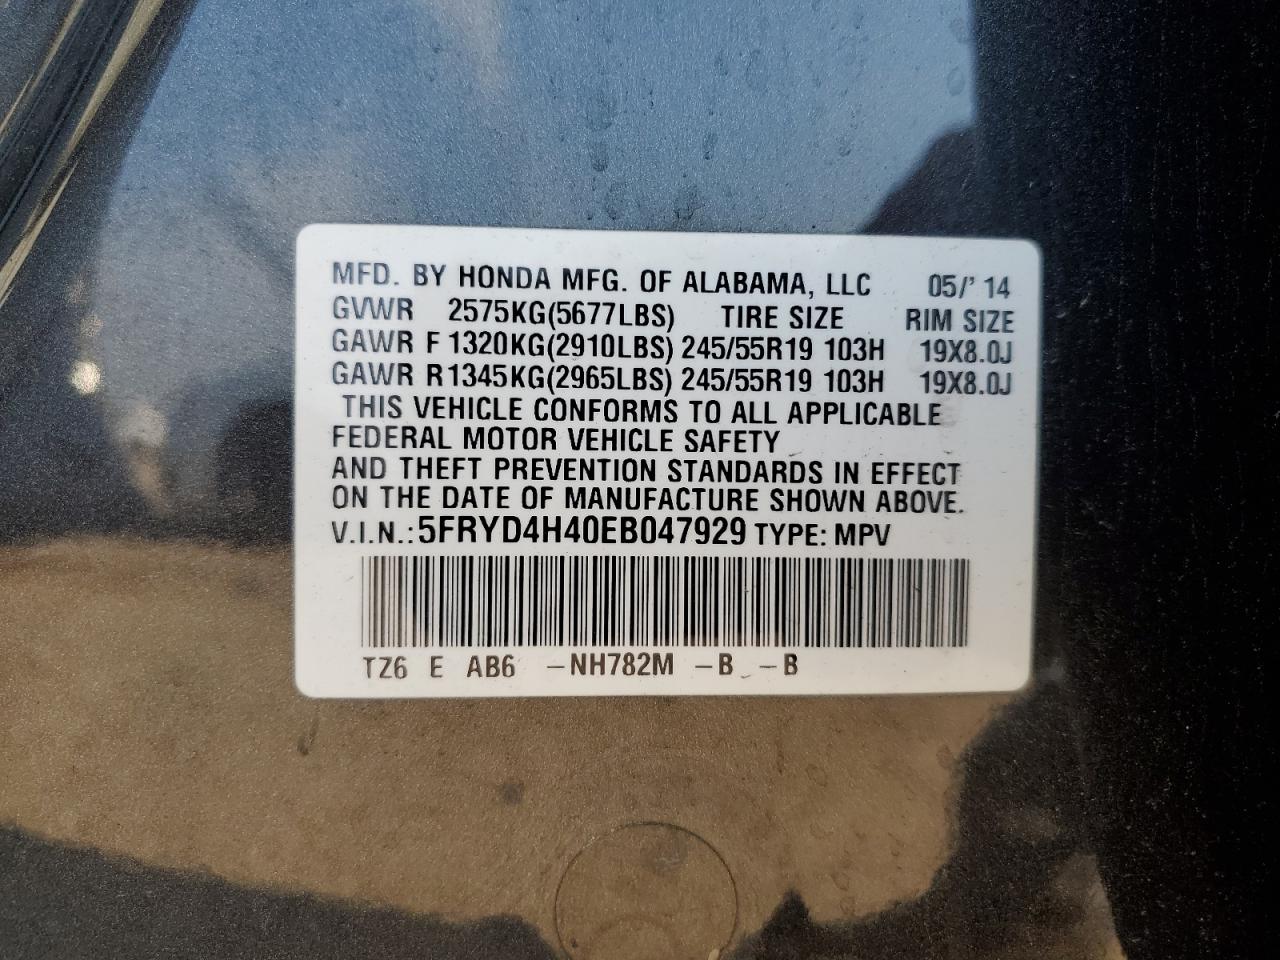 MFD. BY HONDA MFG. OF ALABAMA, LLC 05/' 14
GVWR 2575KG(5677LBS) TIRE SIZE RIM SIZE
GAWR F 1320KG(2910LBS) 245/55R19 103H 19X8.0J
GAWR R1345KG(2965LBS) 245/55R19 103H 19X8.0J
THIS VEHICLE CONFORMS TO ALL APPLICABLE
FEDERAL MOTOR VEHICLE SAFETY
AND THEFT PREVENTION STANDARDS IN EFFECT
ON THE DATE OF MANUFACTURE SHOWN ABOVE.
V.I.N.: 5FRYD4H40EB047929 TYPE: MPV
TZ6 E AB6 -NH782M -B -B